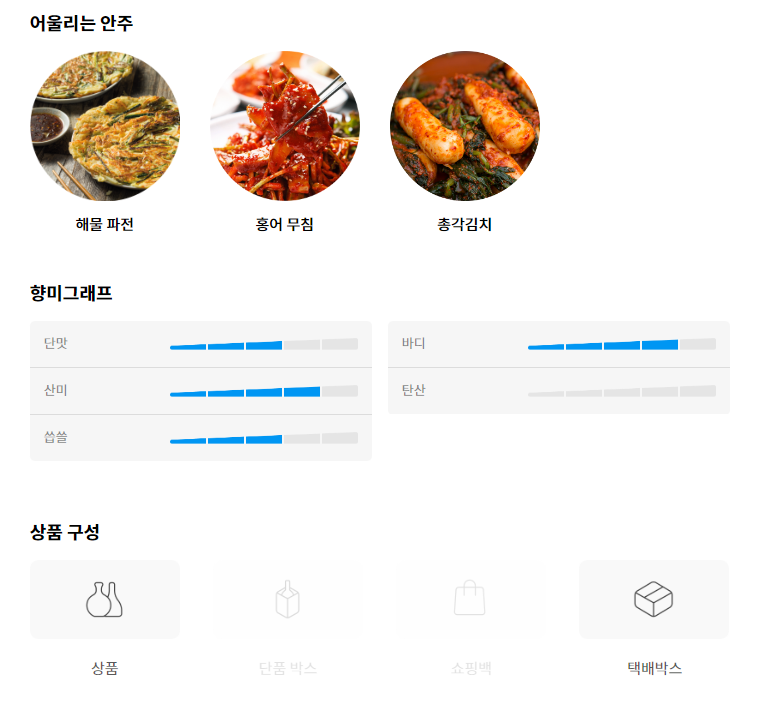 어울리는 안주
해물 파전
홍어 무침
총각김치
향미그래프
단맛
바디
산미
탄산
씁쓸
상품 구성
상품
단품 박스
쇼핑백
택배박스